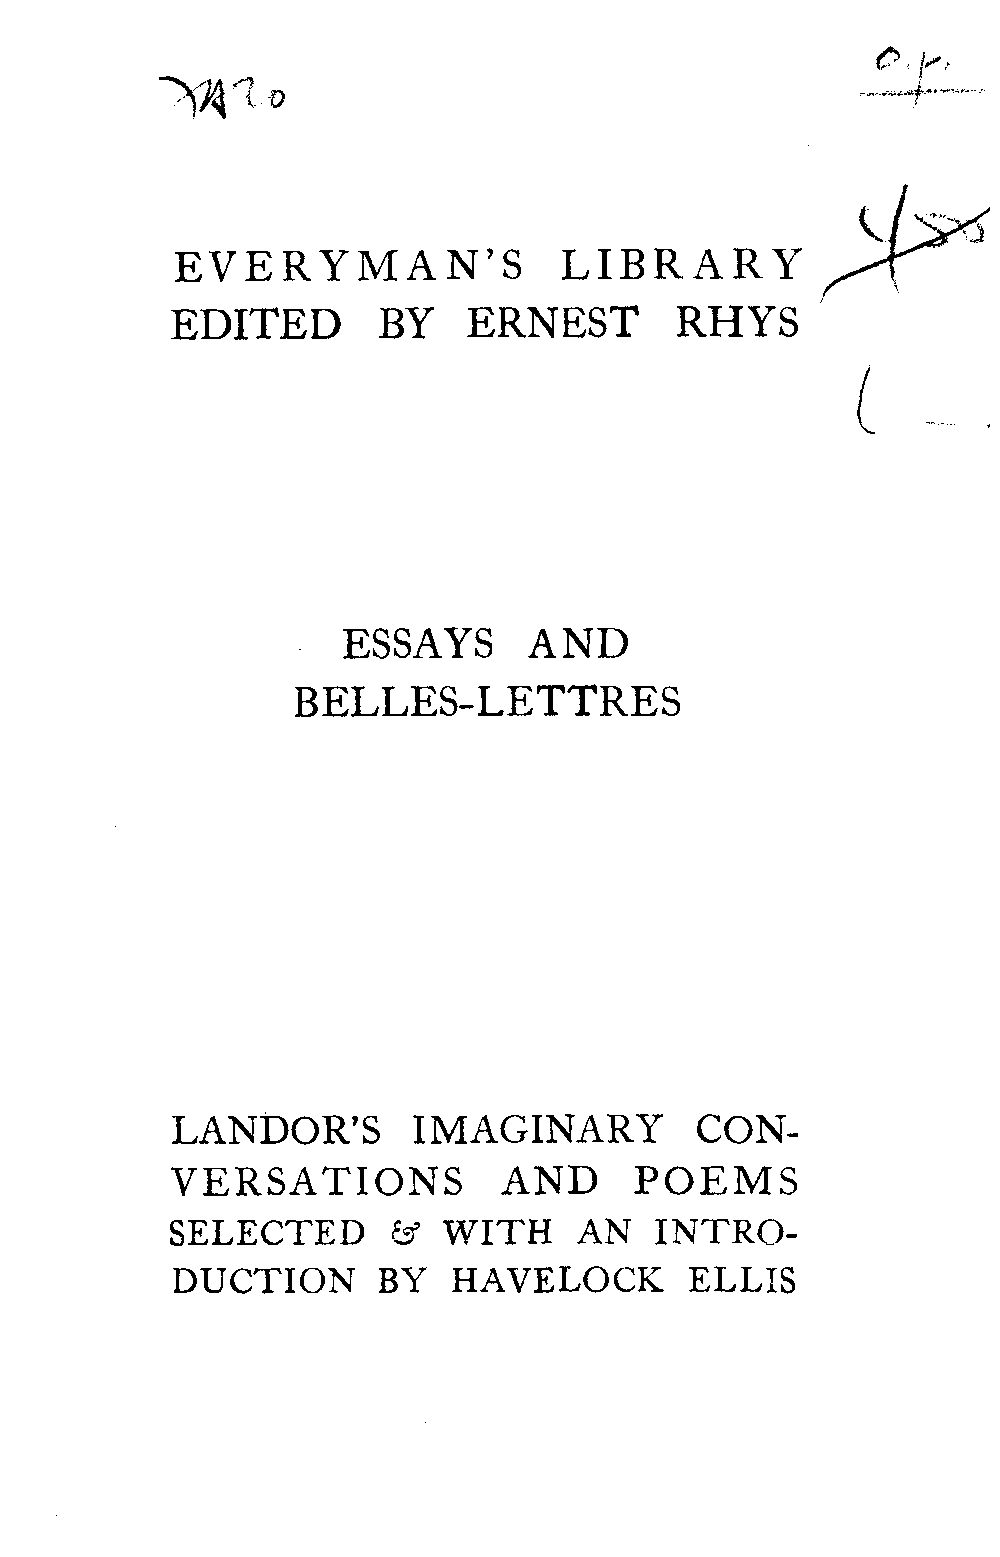 o.p.
EVERYMAN'S LIBRARY
EDITED BY ERNEST RHYS
ESSAYS AND
BELLES-LETTRES
LANDOR'S IMAGINARY CON-
VERSATIONS AND POEMS
SELECTED & WITH AN INTRO-
DUCTION BY HAVELOCK ELLIS